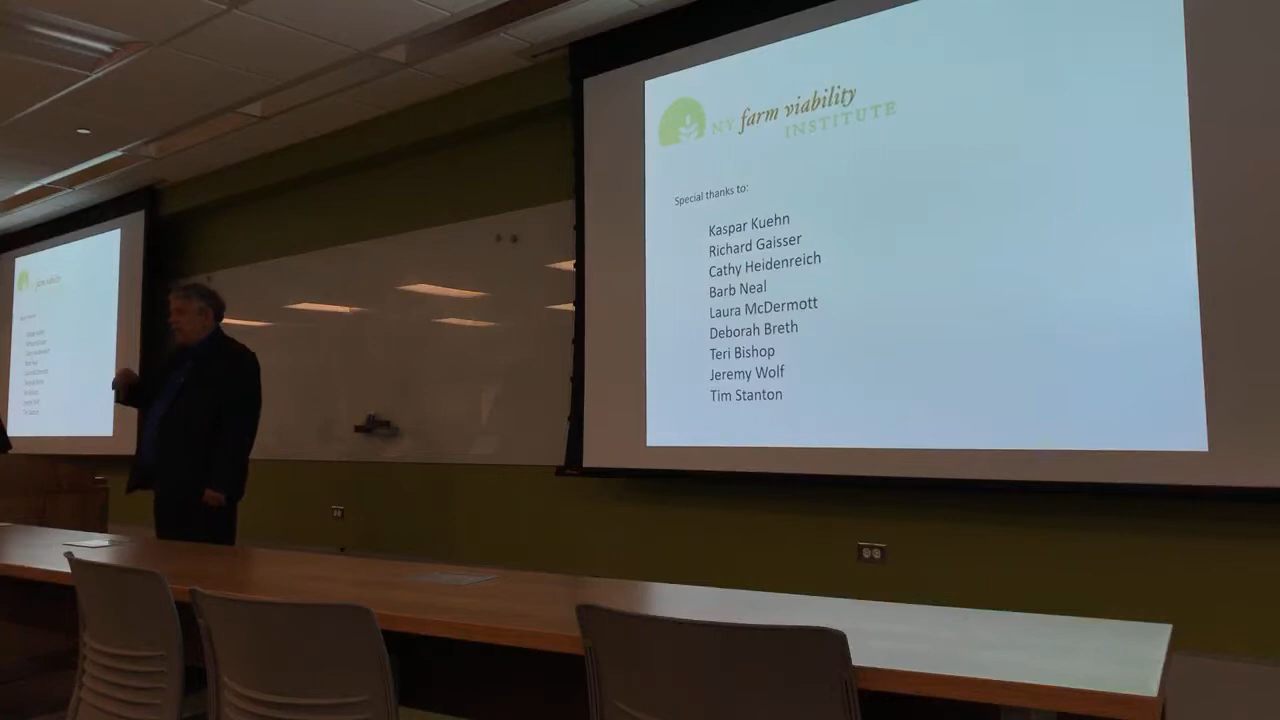 NY farm viability
INSTITUTE
Special thanks to:
Kaspar Kuehn
Richard Gaisser
Cathy Heidenreich
Barb Neal
Laura McDermott
Deborah Breth
Teri Bishop
Jeremy Wolf
Tim Stanton